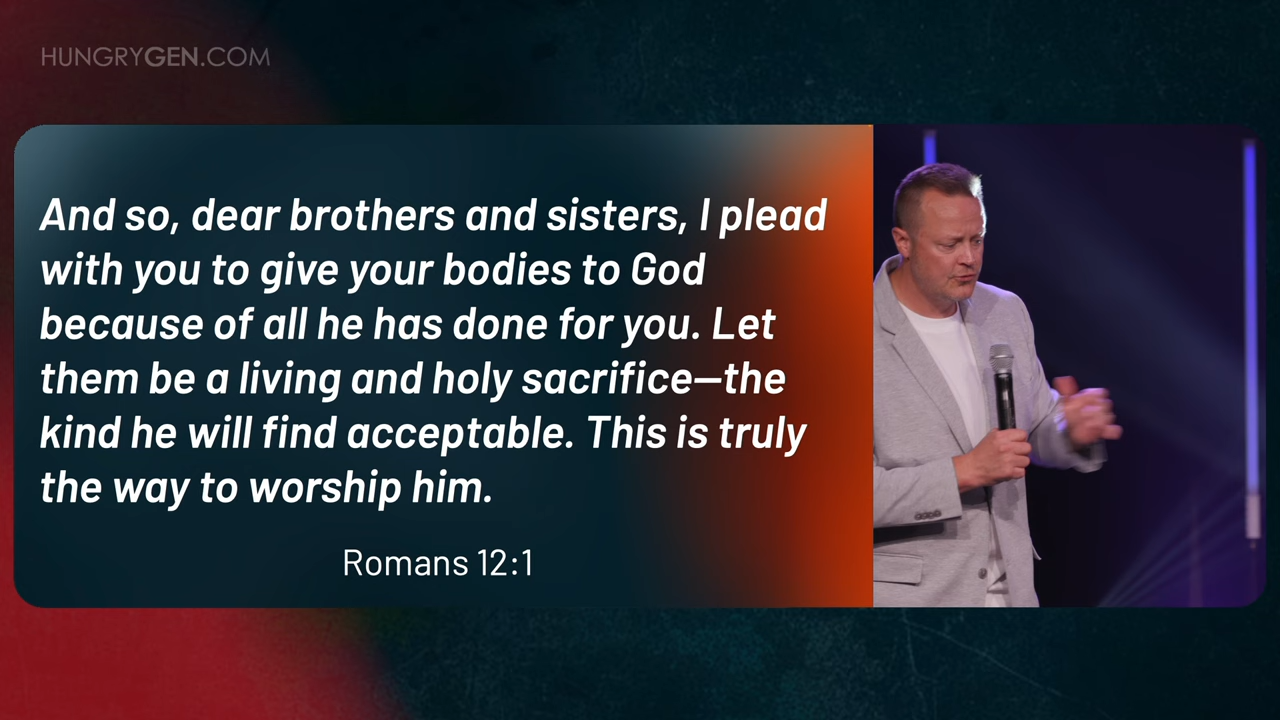 HUNGRYGEN.COM
And so, dear brothers and sisters, I plead
with you to give your bodies to God
because of all he has done for you. Let
them be a living and holy sacrifice—the
kind he will find acceptable. This is truly
the way to worship him.
Romans 12:1